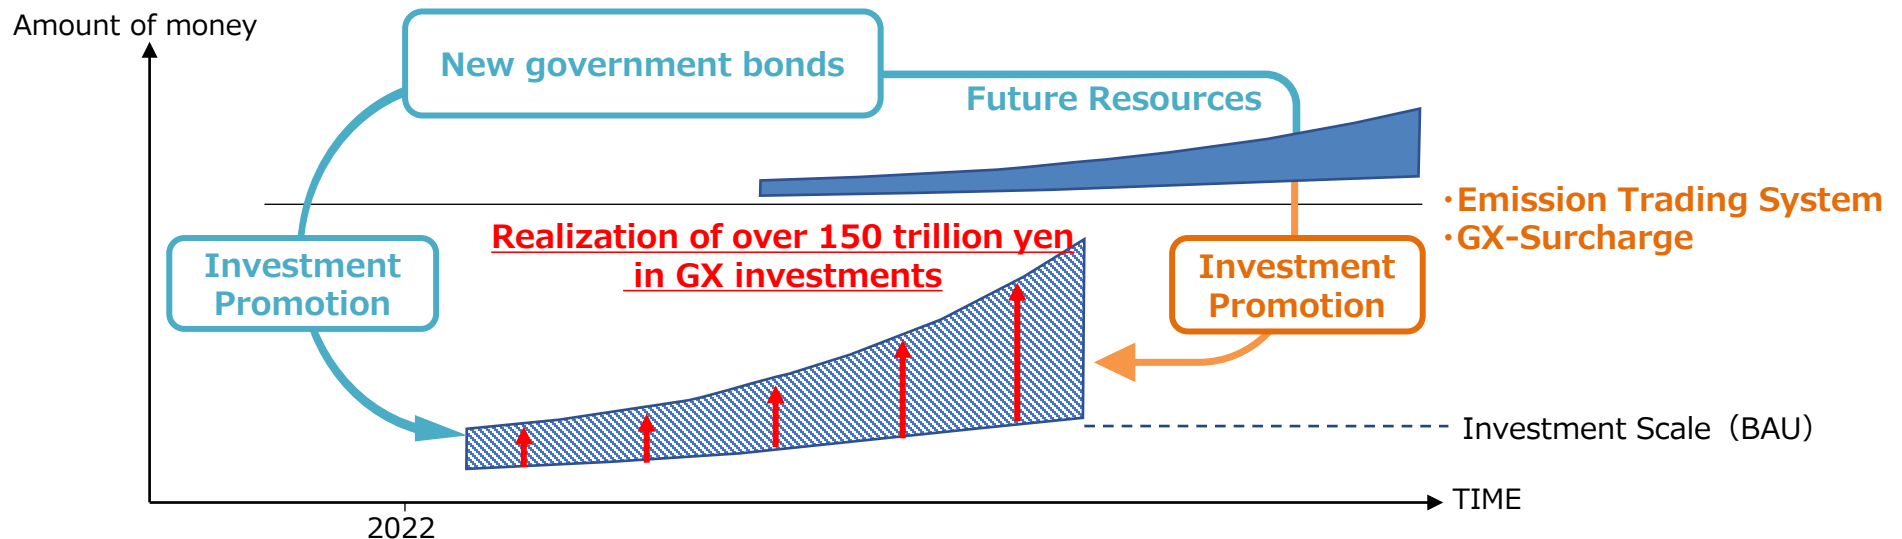 Amount of money
New government bonds
Future Resources
・Emission Trading System
・GX-Surcharge
Realization of over 150 trillion yen
in GX investments
Investment
Promotion
Investment
Promotion
Investment Scale（BAU）
TIME
2022